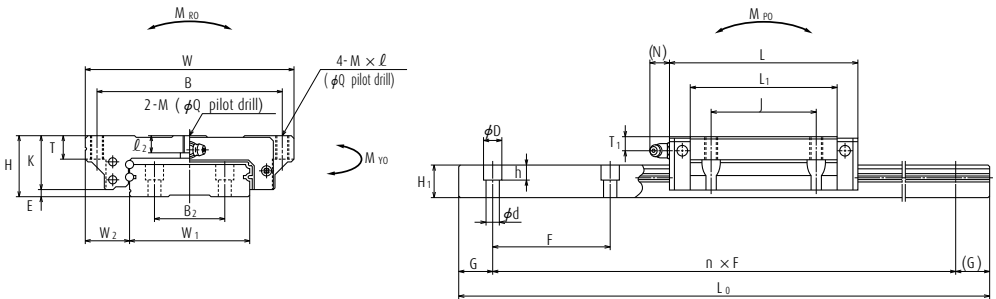 M RO
W
B
4-M × ℓ
(φQ pilot drill)
2-M (φQ pilot drill)
ℓ2
H
K
T
E
M YO
B2
W2
W1
M PO
(N)
L
L1
J
T1
φD
h
H1
φd
F
G
n × F
(G)
L0